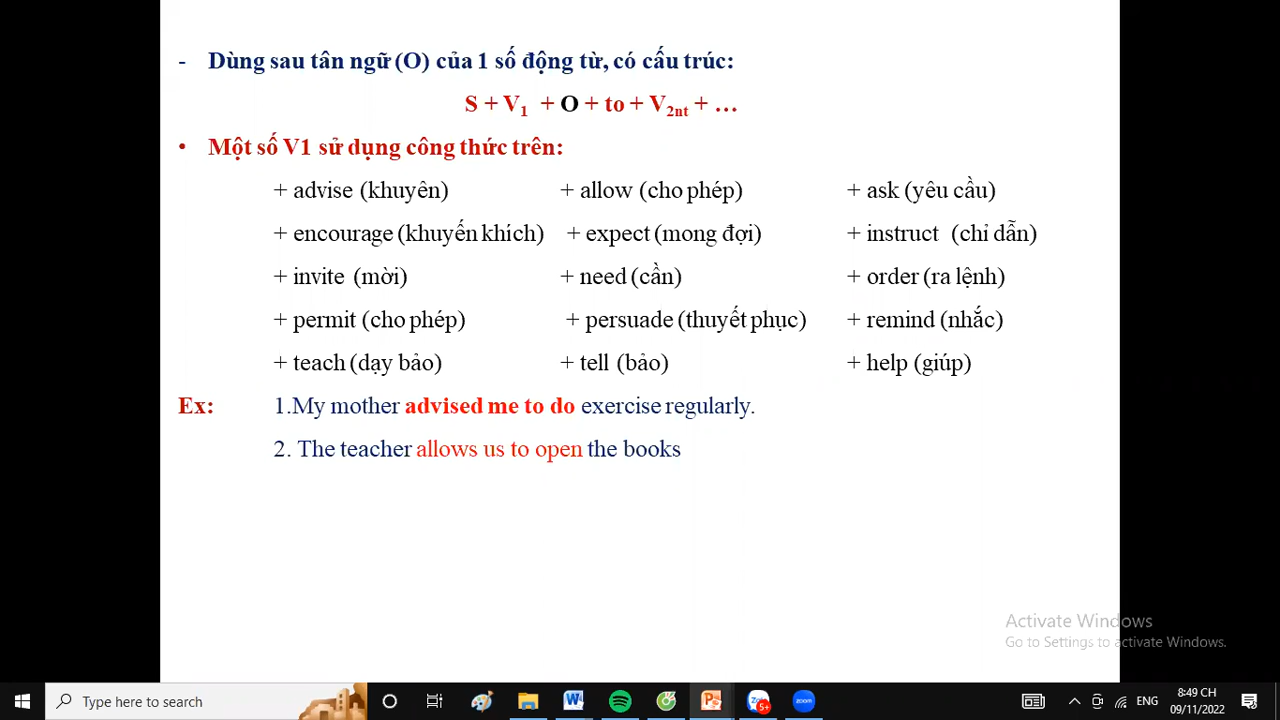 - Dùng sau tân ngữ (O) của 1 số động từ, có cấu trúc:
S + V1 + O + to + V2nt + …
• Một số V1 sử dụng công thức trên:
+ advise (khuyên) + allow (cho phép) + ask (yêu cầu)
+ encourage (khuyến khích) + expect (mong đợi) + instruct (chỉ dẫn)
+ invite (mời) + need (cần) + order (ra lệnh)
+ permit (cho phép) + persuade (thuyết phục) + remind (nhắc)
+ teach (dạy bảo) + tell (bảo) + help (giúp)
Ex: 1.My mother advised me to do exercise regularly.
2. The teacher allows us to open the books
Activate Windows
Go to Settings to activate Windows.
Type here to search
ENG
8:49 CH
09/11/2022